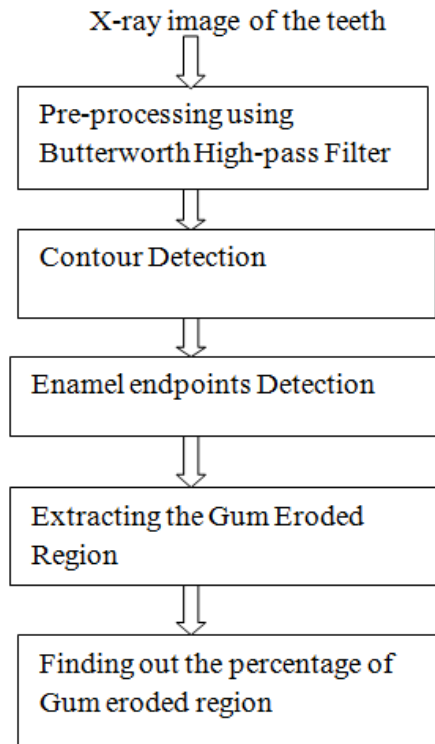 X-ray image of the teeth
Pre-processing using
Butterworth High-pass Filter
Contour Detection
Enamel endpoints Detection
Extracting the Gum Eroded
Region
Finding out the percentage of
Gum eroded region